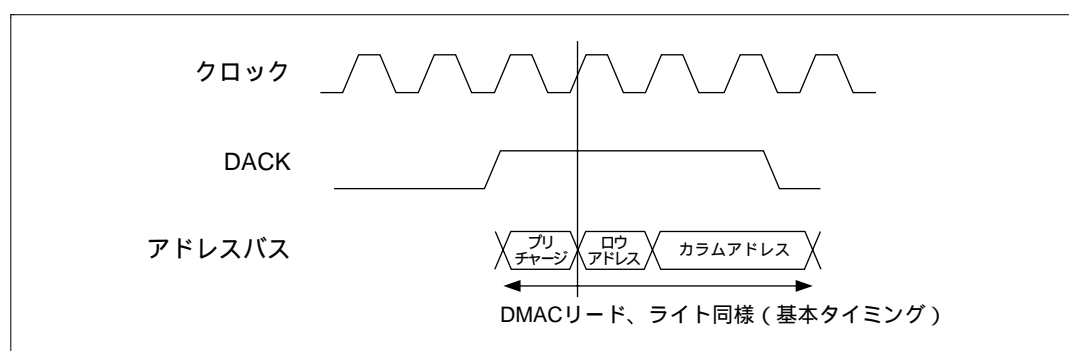 クロック
DACK
アドレスバス
プリ
チャージ
ロウ
アドレス
カラムアドレス
DMACリード、ライト同様(基本タイミング)